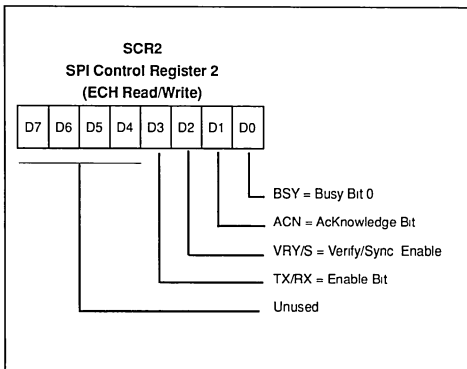 SCR2
SPI Control Register 2
(ECH Read/Write)
D7 D6 D5 D4 D3 D2 D1 D0
BSY = Busy Bit 0
ACN = AcKnowledge Bit
VRY/S = Verify/Sync Enable
TX/RX = Enable Bit
Unused